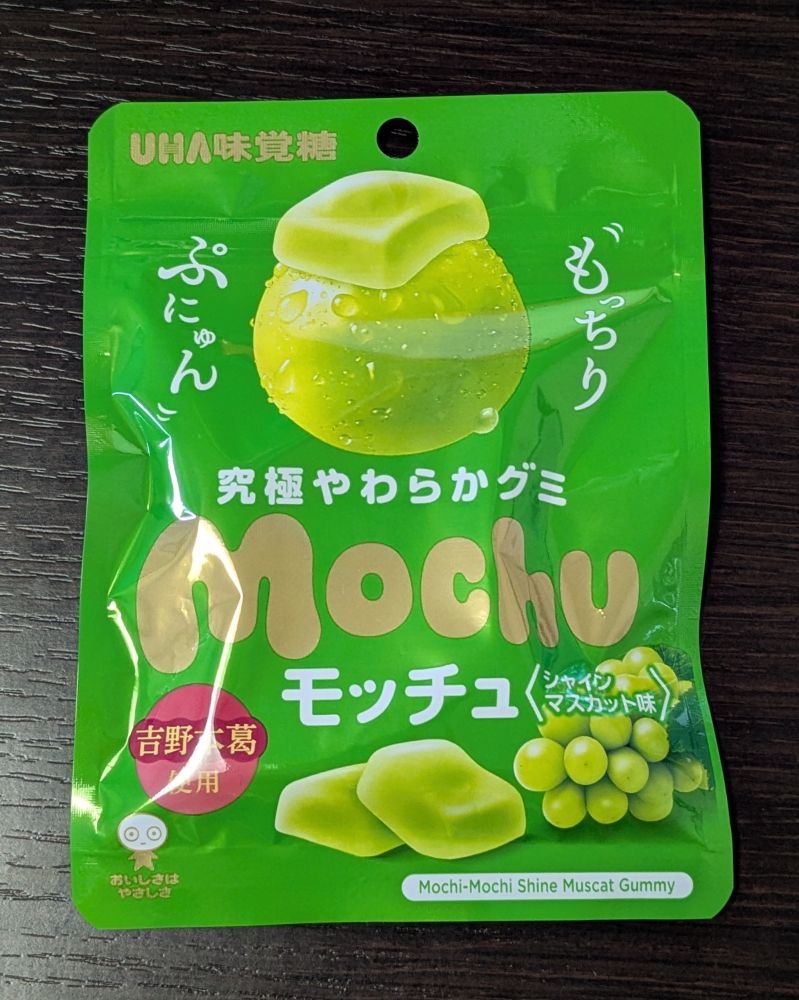 UHA味覚糖
〝もっちり
ぷにゅん〟
究極やわらかグミ
Mochu
モッチュ
〈シャイン
マスカット味〉
吉野本葛
使用
おいしさは
やさしさ
Mochi-Mochi Shine Muscat Gummy